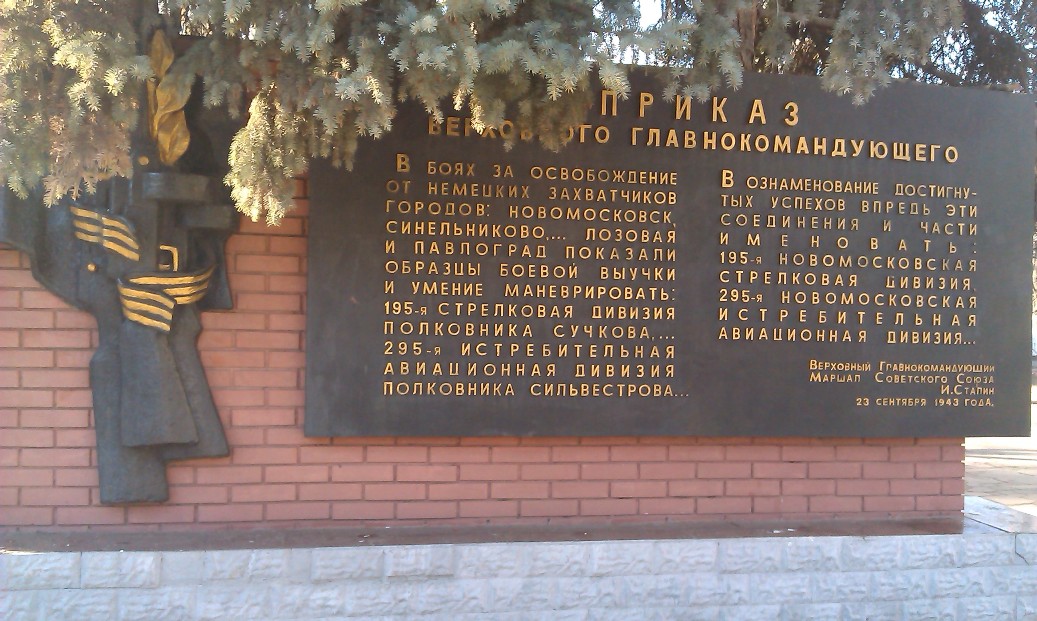 ПРИКАЗ
ВЕРХОВНОГО ГЛАВНОКОМАНДУЮЩЕГО
В БОЯХ ЗА ОСВОБОЖДЕНИЕ
ОТ НЕМЕЦКИХ ЗАХВАТЧИКОВ
ГОРОДОВ: НОВОМОСКОВСК,
СИНЕЛЬНИКОВО,... ЛОЗОВАЯ
И ПАВЛОГРАД ПОКАЗАЛИ
ОБРАЗЦЫ БОЕВОЙ ВЫУЧКИ
И УМЕНИЕ МАНЕВРИРОВАТЬ:
195-Я СТРЕЛКОВАЯ ДИВИЗИЯ
ПОЛКОВНИКА СУЧКОВА,...
295-Я ИСТРЕБИТЕЛЬНАЯ
АВИАЦИОННАЯ ДИВИЗИЯ
ПОЛКОВНИКА СИЛЬВЕСТРОВА...
В ОЗНАМЕНОВАНИЕ ДОСТИГНУ-
ТЫХ УСПЕХОВ ВПРЕДЬ ЭТИ
СОЕДИНЕНИЯ И ЧАСТИ
ИМЕНОВАТЬ:
195-Я НОВОМОСКОВСКАЯ
СТРЕЛКОВАЯ ДИВИЗИЯ,
295-Я НОВОМОСКОВСКАЯ
ИСТРЕБИТЕЛЬНАЯ
АВИАЦИОННАЯ ДИВИЗИЯ...
ВЕРХОВНЫЙ ГЛАВНОКОМАНДУЮЩИЙ
МАРШАЛ СОВЕТСКОГО СОЮЗА
И.СТАЛИН
23 СЕНТЯБРЯ 1943 ГОДА.